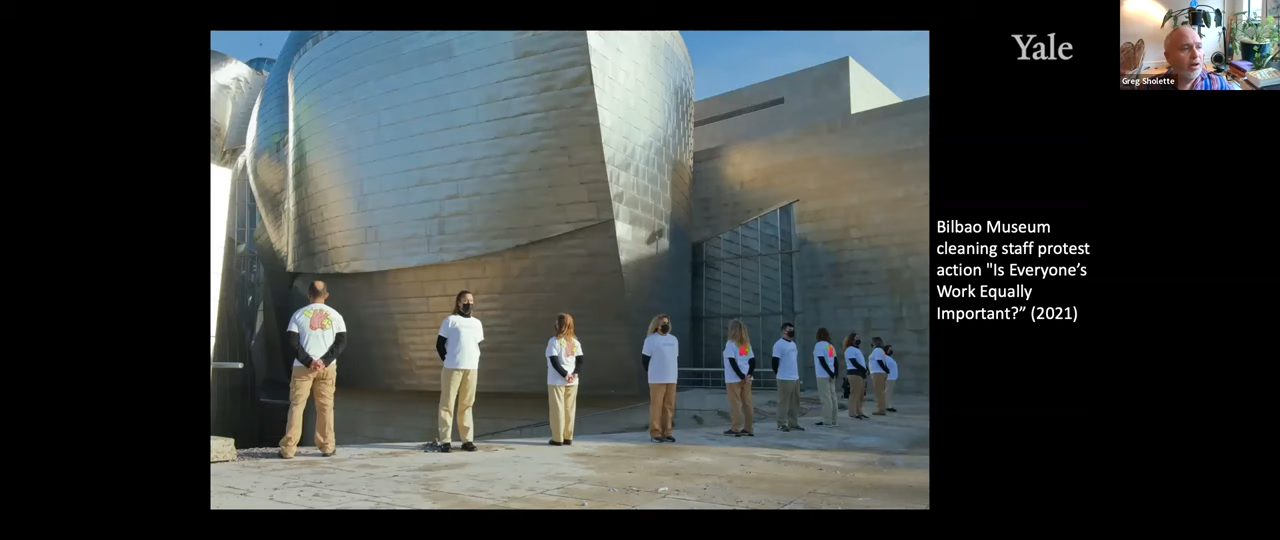 Yale
Greg Sholette
Bilbao Museum
cleaning staff protest
action "Is Everyone’s
Work Equally
Important?” (2021)